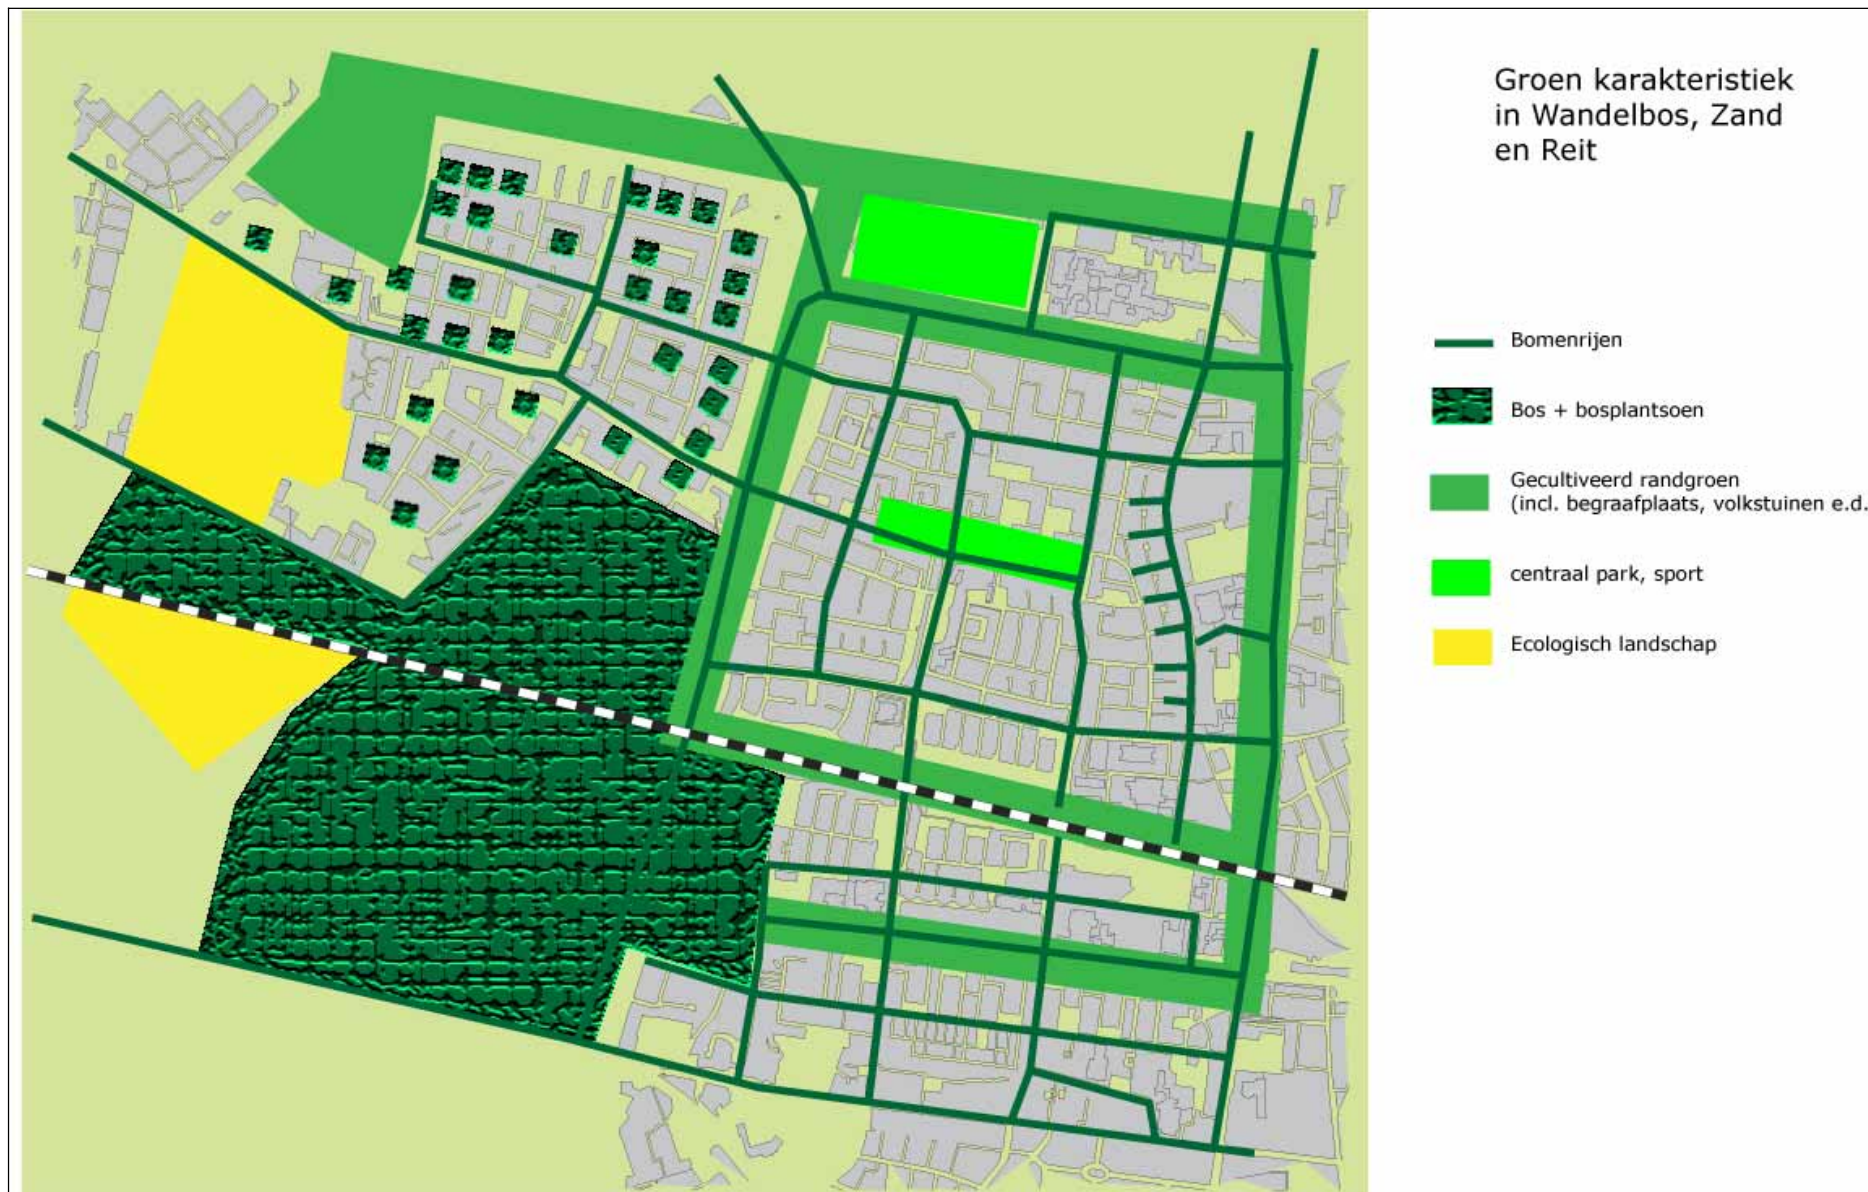 Groen karakteristiek
in Wandelbos, Zand
en Reit
Bomenrijen
Bos + bosplantsoen
Gecultiveerd randgroen
(incl. begraafplaats, volkstuinen e.d.
centraal park, sport
Ecologisch landschap